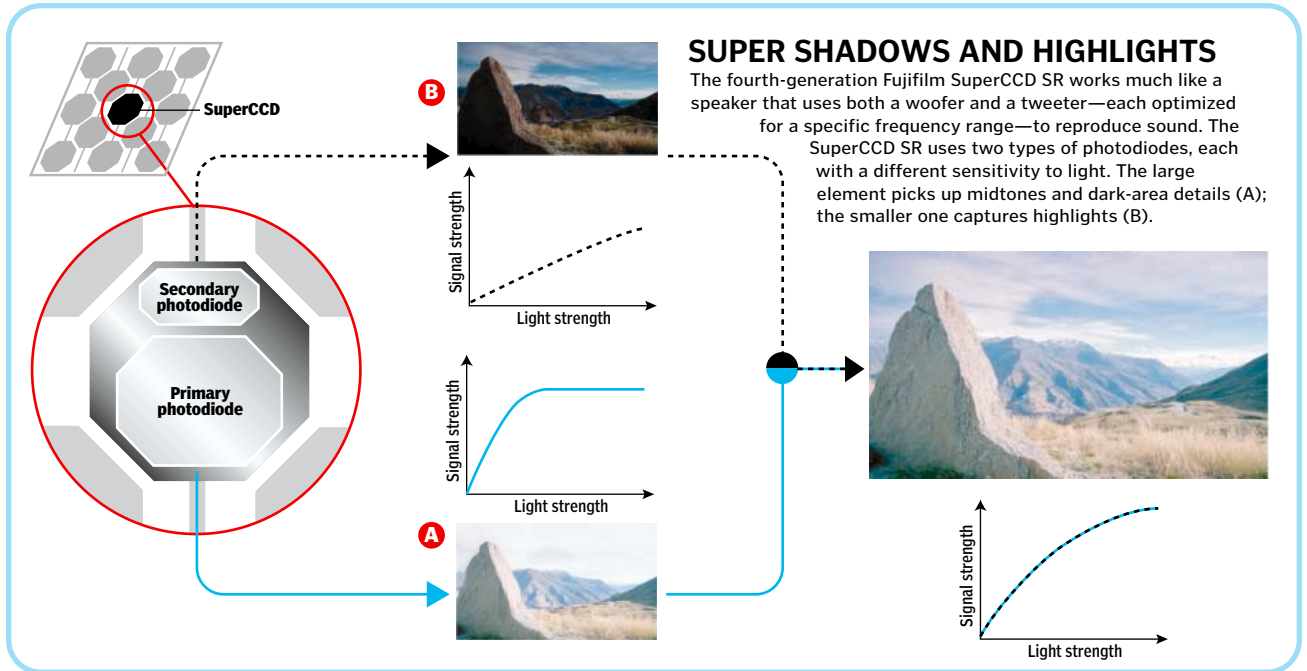 SUPER SHADOWS AND HIGHLIGHTS
The fourth-generation Fujifilm SuperCCD SR works much like a
speaker that uses both a woofer and a tweeter—each optimized
for a specific frequency range—to reproduce sound. The
SuperCCD SR uses two types of photodiodes, each
with a different sensitivity to light. The large
element picks up midtones and dark-area details (A);
the smaller one captures highlights (B).
SuperCCD
B
Signal strength
Light strength
Secondary
photodiode
Primary
photodiode
Signal strength
Light strength
A
Signal strength
Light strength